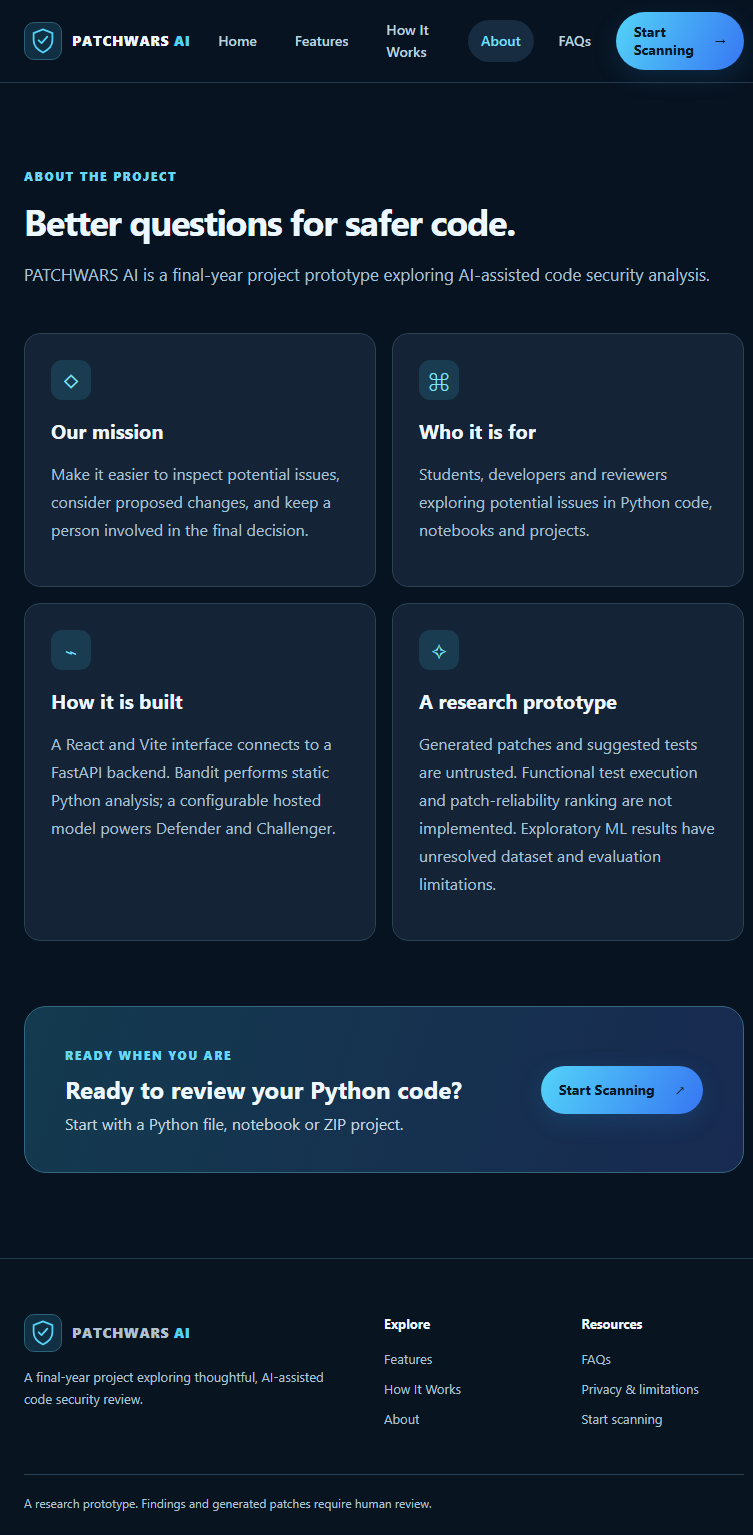 PATCHWARS AI
Home
Features
How It
Works
About
FAQs
Start
Scanning →
ABOUT THE PROJECT
Better questions for safer code.
PATCHWARS AI is a final-year project prototype exploring AI-assisted code security analysis.
Our mission
Make it easier to inspect potential issues,
consider proposed changes, and keep a
person involved in the final decision.
Who it is for
Students, developers and reviewers
exploring potential issues in Python code,
notebooks and projects.
How it is built
A React and Vite interface connects to a
FastAPI backend. Bandit performs static
Python analysis; a configurable hosted
model powers Defender and Challenger.
A research prototype
Generated patches and suggested tests
are untrusted. Functional test execution
and patch-reliability ranking are not
implemented. Exploratory ML results have
unresolved dataset and evaluation
limitations.
READY WHEN YOU ARE
Ready to review your Python code?
Start with a Python file, notebook or ZIP project.
Start Scanning ↗
PATCHWARS AI
A final-year project exploring thoughtful, AI-assisted
code security review.
Explore
Features
How It Works
About
Resources
FAQs
Privacy & limitations
Start scanning
A research prototype. Findings and generated patches require human review.